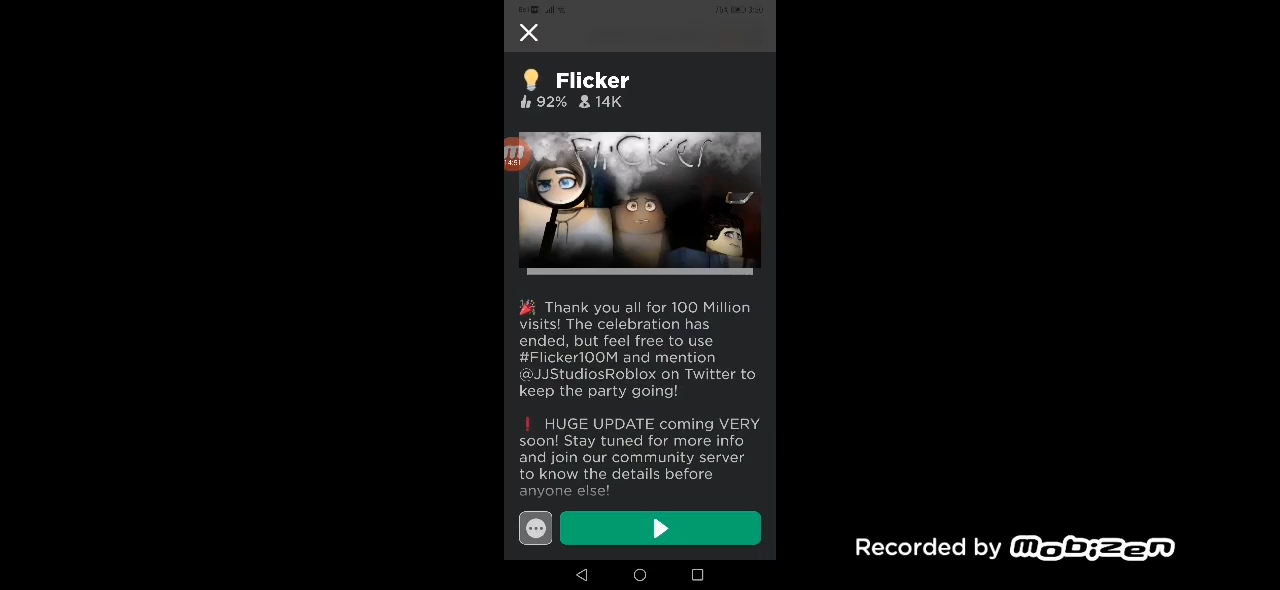 Flicker
92% 14K
Flicker
14:51
🎉 Thank you all for 100 Million
visits! The celebration has
ended, but feel free to use
#Flicker100M and mention
@JJStudiosRoblox on Twitter to
keep the party going!
❗ HUGE UPDATE coming VERY
soon! Stay tuned for more info
and join our community server
to know the details before
anyone else!
Recorded by mobizen